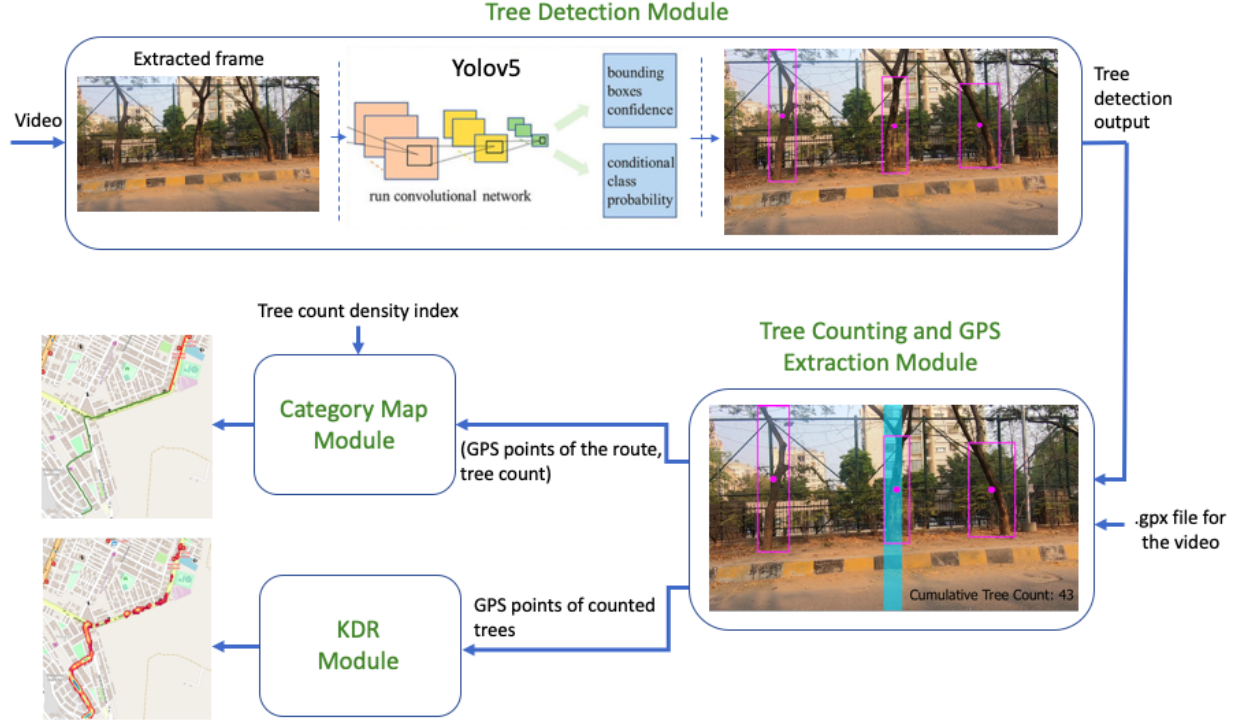 Tree Detection Module
Extracted frame
Yolov5
Video
bounding
boxes
confidence
conditional
class
probability
run convolutional network
Tree
detection
output
Tree count density index
Tree Counting and GPS
Extraction Module
Category Map
Module
(GPS points of the route,
tree count)
.gpx file for
the video
Cumulative Tree Count: 43
GPS points of counted
trees
KDR
Module